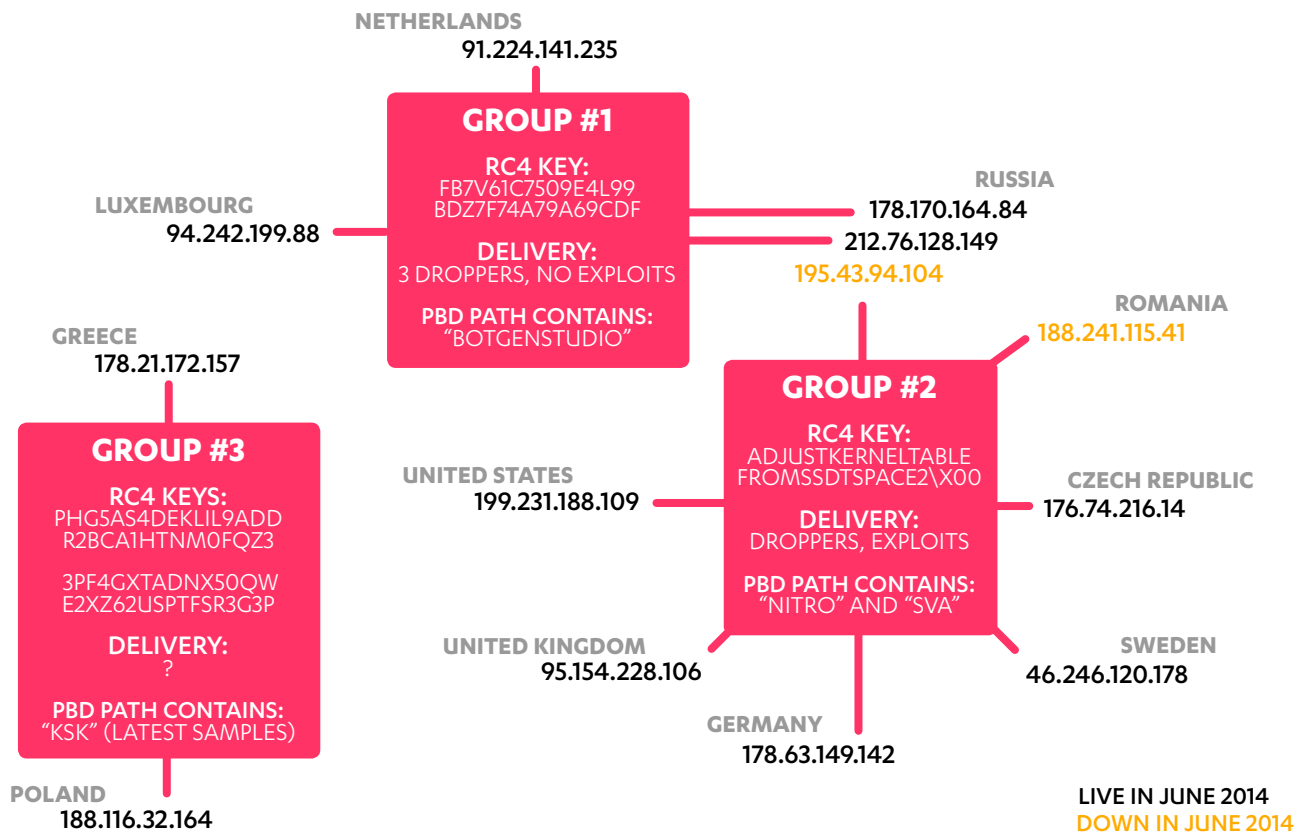 NETHERLANDS
91.224.141.235
GROUP #1
RC4 KEY:
FB7V61C7509E4L99
BDZ7F74A79A69CDF
DELIVERY:
3 DROPPERS, NO EXPLOITS
PBD PATH CONTAINS:
“BOTGENSTUDIO”
LUXEMBOURG
94.242.199.88
RUSSIA
178.170.164.84
212.76.128.149
195.43.94.104
ROMANIA
188.241.115.41
GREECE
178.21.172.157
GROUP #3
RC4 KEYS:
PHG5AS4DEKLIL9ADD
R2BCA1HTNM0FQZ3
3PF4GXTADNX50QW
E2XZ62USPTFSR3G3P
DELIVERY:
?
PBD PATH CONTAINS:
“KSK” (LATEST SAMPLES)
POLAND
188.116.32.164
GROUP #2
RC4 KEY:
ADJUSTKERNELTABLE
FROMSSDTSPACE2\X00
DELIVERY:
DROPPERS, EXPLOITS
PBD PATH CONTAINS:
“NITRO” AND “SVA”
UNITED STATES
199.231.188.109
CZECH REPUBLIC
176.74.216.14
UNITED KINGDOM
95.154.228.106
GERMANY
178.63.149.142
SWEDEN
46.246.120.178
LIVE IN JUNE 2014
DOWN IN JUNE 2014